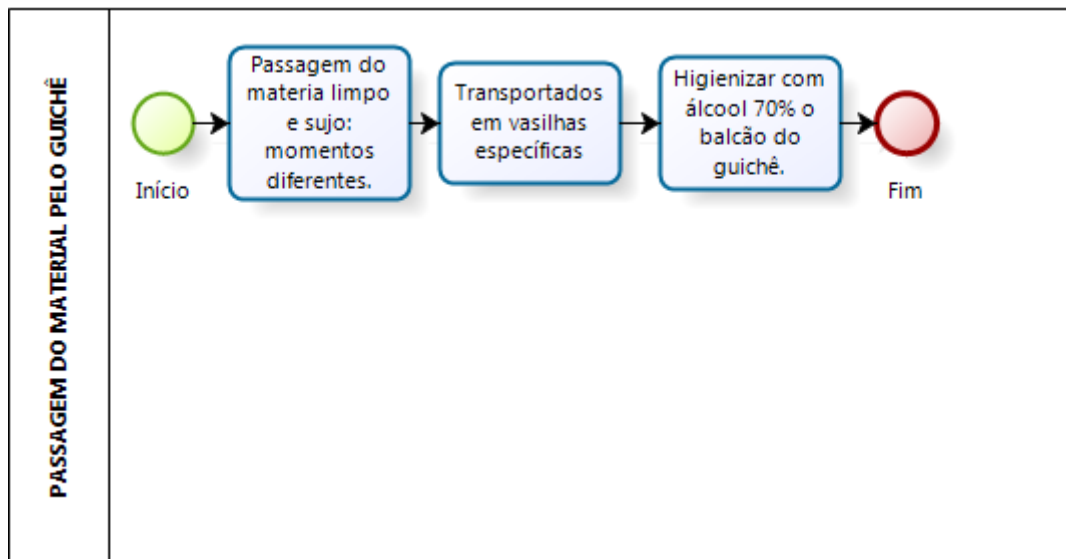 PASSAGEM DO MATERIAL PELO GUICHÊ
Início
Passagem do
materia limpo
e sujo:
momentos
diferentes.
Transportados
em vasilhas
específicas
Higienizar com
álcool 70% o
balcão do
guichê.
Fim